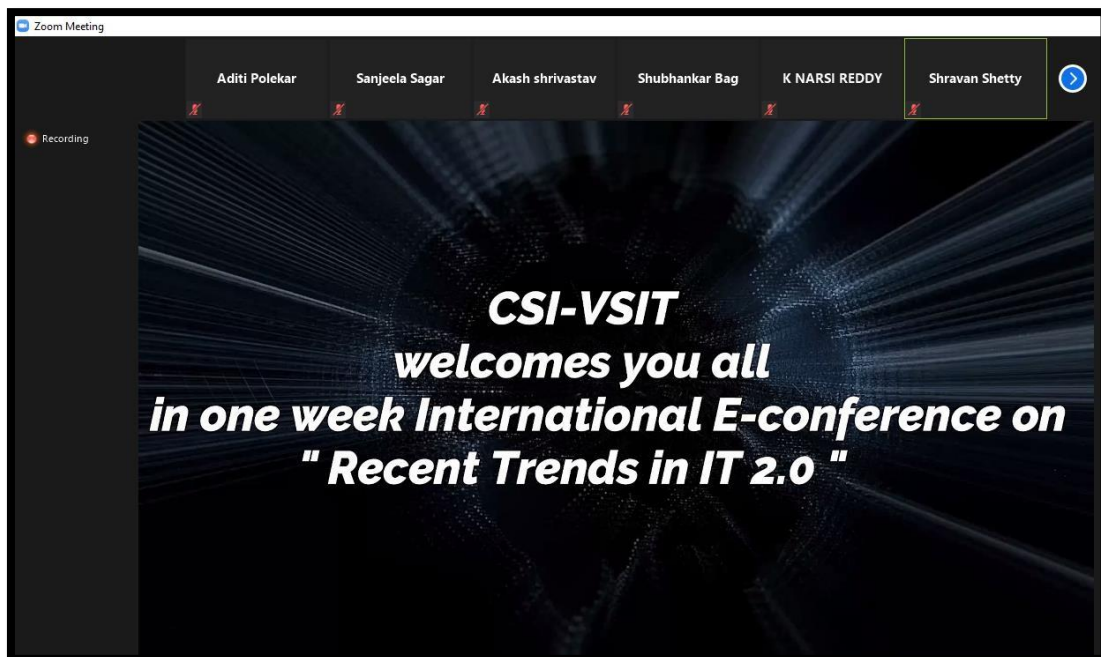 Zoom Meeting
Aditi Polekar
Sanjeela Sagar
Akash shrivastav
Shubhankar Bag
K NARSI REDDY
Shravan Shetty
Recording
CSI-VSIT
welcomes you all
in one week International E-conference on
" Recent Trends in IT 2.0 "